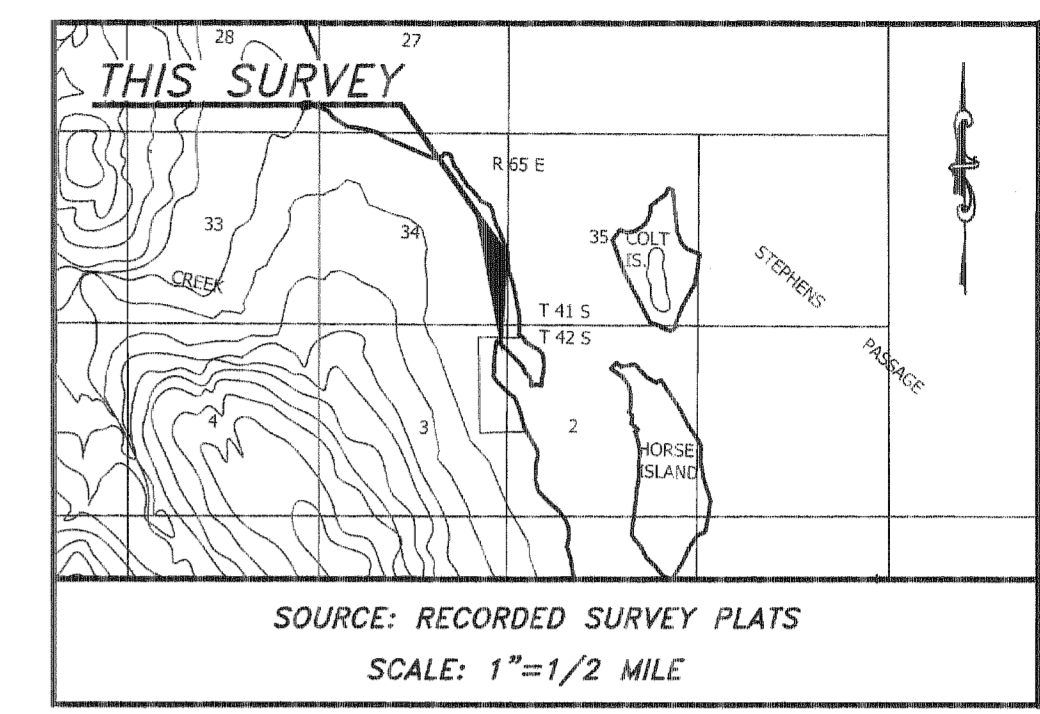 28
27
THIS SURVEY
R 65 E
33
34
35
COLT
IS.
STEPHENS
CREEK
T 41 S
T 42 S
PASSAGE
4
3
2
HORSE
ISLAND
SOURCE: RECORDED SURVEY PLATS
SCALE: 1"=1/2 MILE